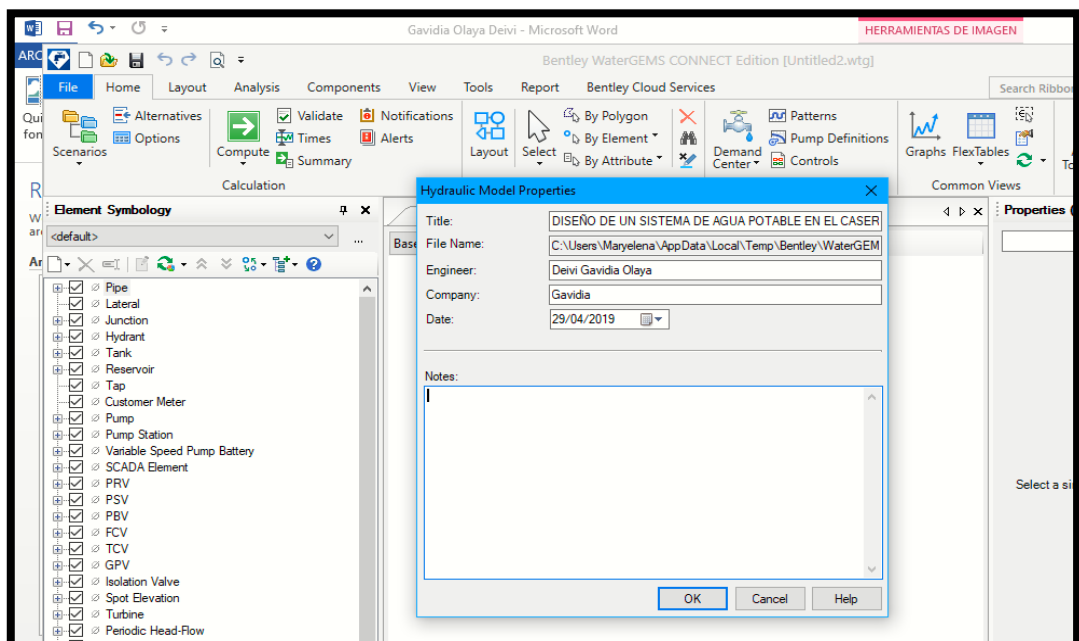 Gavidia Olaya Deivi - Microsoft Word
HERRAMIENTAS DE IMAGEN
Bentley WaterGEMS CONNECT Edition [Untitled2.wtg]
File Home Layout Analysis Components View Tools Report Bentley Cloud Services
Search Ribbon
Scenarios
Alternatives
Options
Compute
Validate
Times
Summary
Notifications
Alerts
Calculation
Layout
Select
By Polygon
By Element
By Attribute
Demand
Center
Patterns
Pump Definitions
Controls
Graphs
FlexTables
Common Views
Element Symbology
<default>
Base
Properties (
Pipe
Lateral
Junction
Hydrant
Tank
Reservoir
Tap
Customer Meter
Pump
Pump Station
Variable Speed Pump Battery
SCADA Element
PRV
PSV
PBV
FCV
TCV
GPV
Isolation Valve
Spot Elevation
Turbine
Periodic Head-Flow
Hydraulic Model Properties
Title: DISEÑO DE UN SISTEMA DE AGUA POTABLE EN EL CASER
File Name: C:\Users\Maryelena\AppData\Local\Temp\Bentley\WaterGEM
Engineer: Deivi Gavidia Olaya
Company: Gavidia
Date: 29/04/2019
Notes:
OK Cancel Help
Select a si